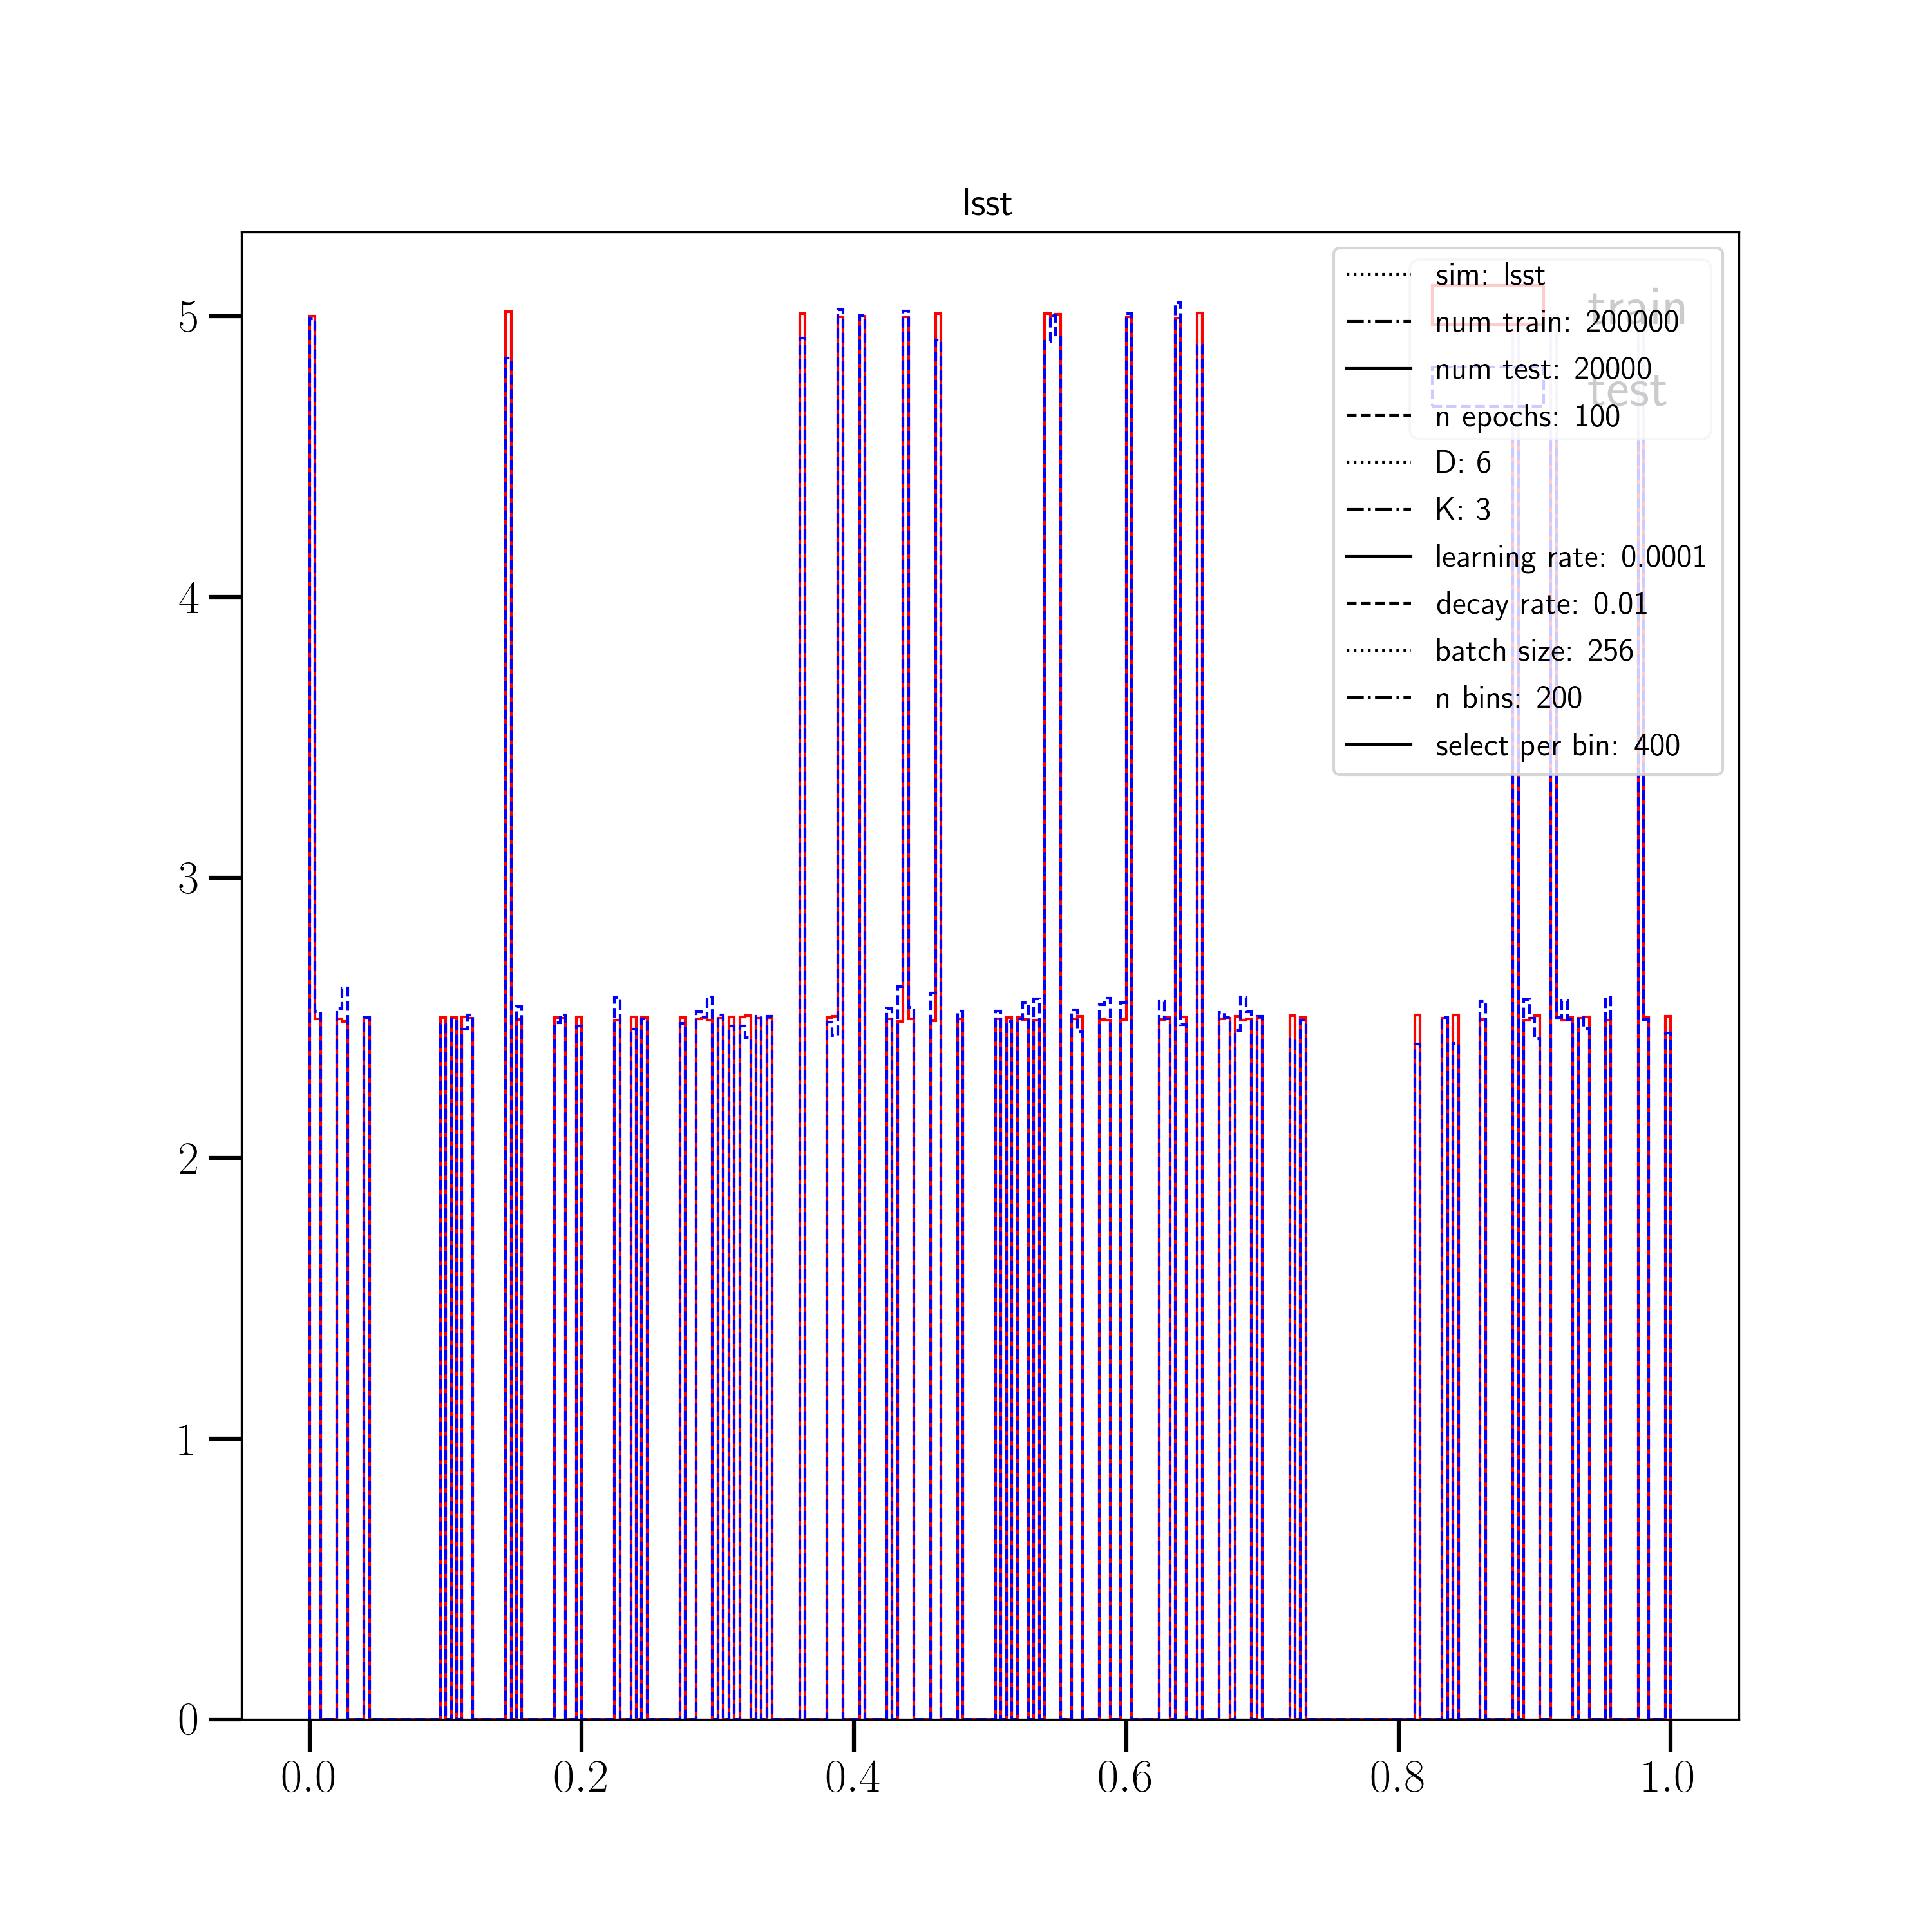 lsst
sim: lsst
num train: 200000
num test: 20000
n epochs: 100
D: 6
K: 3
learning rate: 0.0001
decay rate: 0.01
batch size: 256
n bins: 200
select per bin: 400
train
test
5
4
3
2
1
0
0.0 0.2 0.4 0.6 0.8 1.0